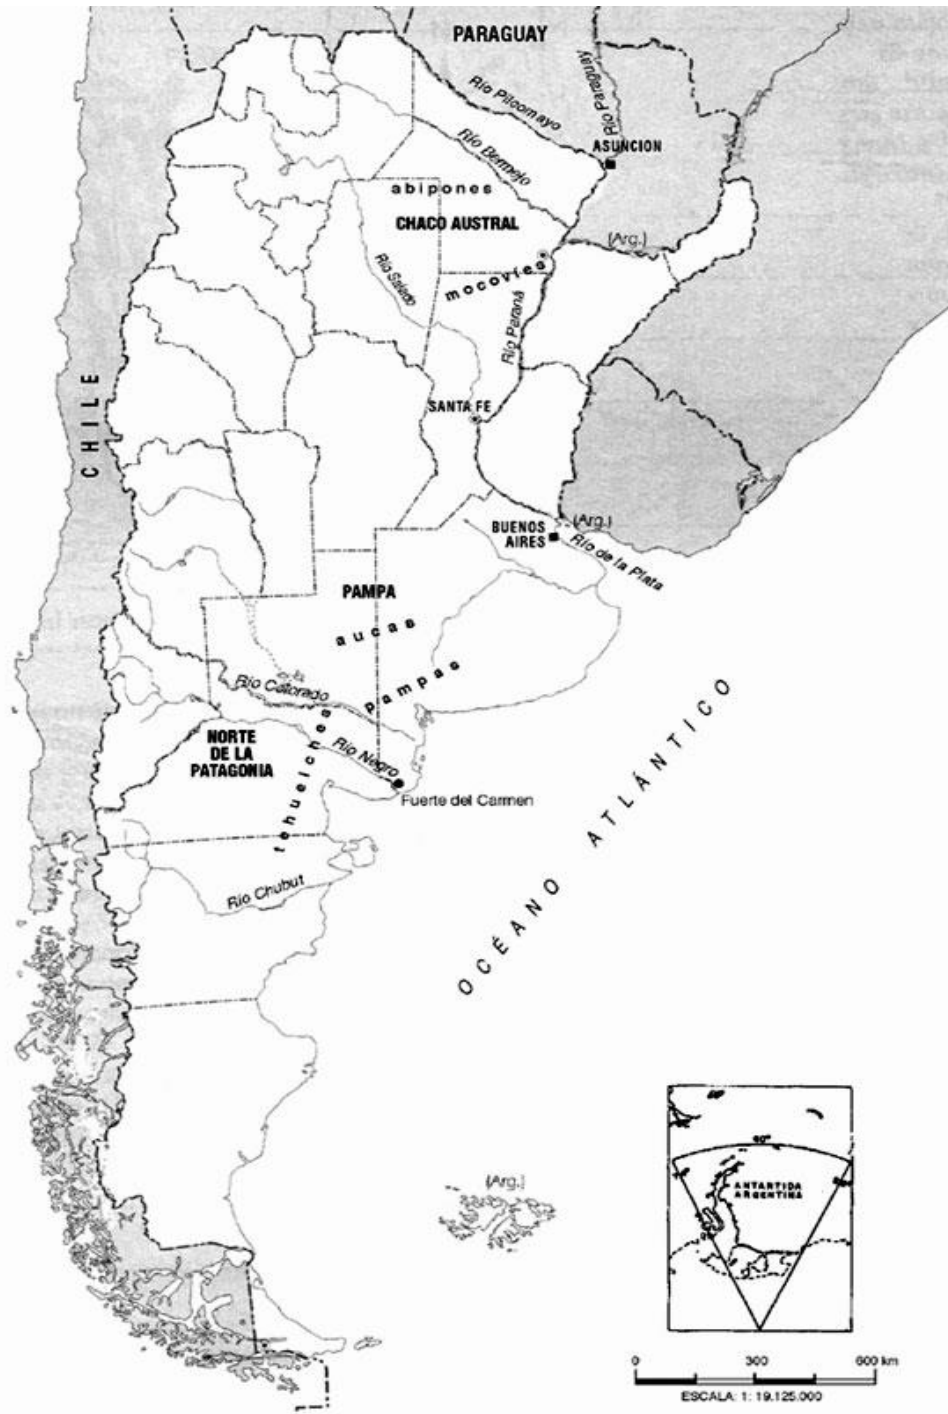 PARAGUAY
Río Pilcomayo
Río Paraguay
ASUNCION
Río Bermejo
abipones
CHACO AUSTRAL
(Arg.)
Río Salado
mocovíes
Río Paraná
CHILE
SANTA FE
(Arg.)
BUENOS
AIRES
Río de la Plata
PAMPA
aucas
pampas
Río Colorado
tehuelches
NORTE
DE LA
PATAGONIA
Río Negro
Fuerte del Carmen
OCÉANO ATLÁNTICO
Río Chubut
(Arg.)
60°
90°
ANTARTIDA
ARGENTINA
0 300 600 km
ESCALA: 1: 19.125.000